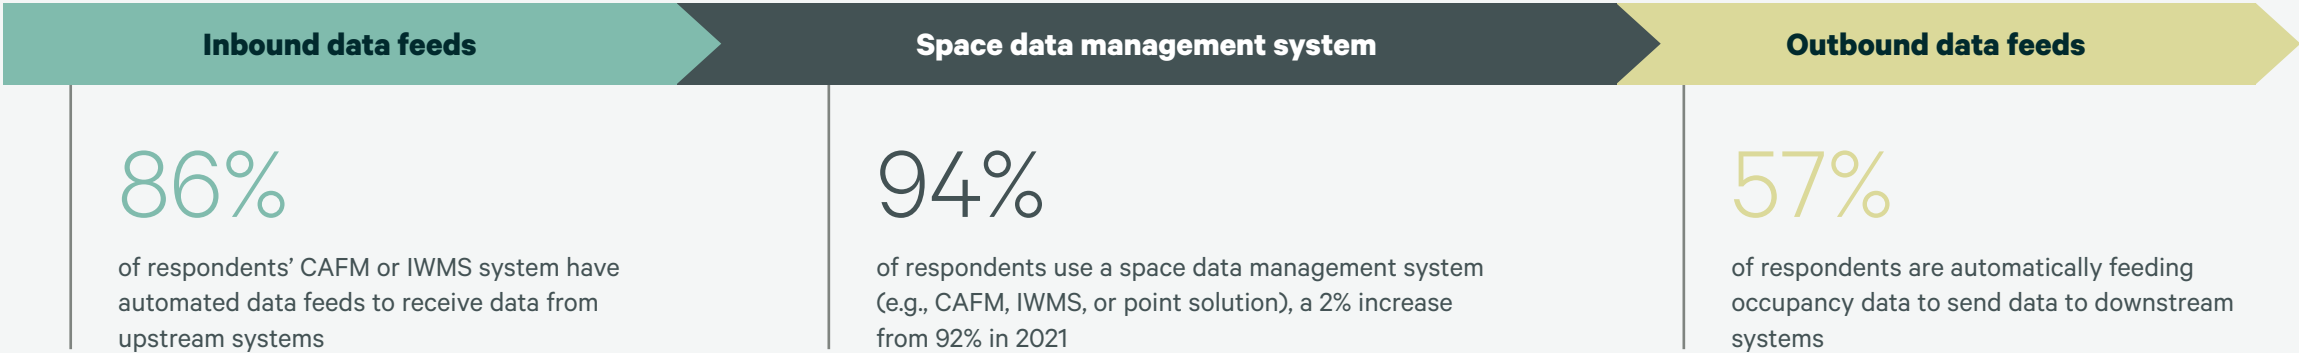 Inbound data feeds
Space data management system
Outbound data feeds
86%
of respondents’ CAFM or IWMS system have
automated data feeds to receive data from
upstream systems
94%
of respondents use a space data management system
(e.g., CAFM, IWMS, or point solution), a 2% increase
from 92% in 2021
57%
of respondents are automatically feeding
occupancy data to send data to downstream
systems